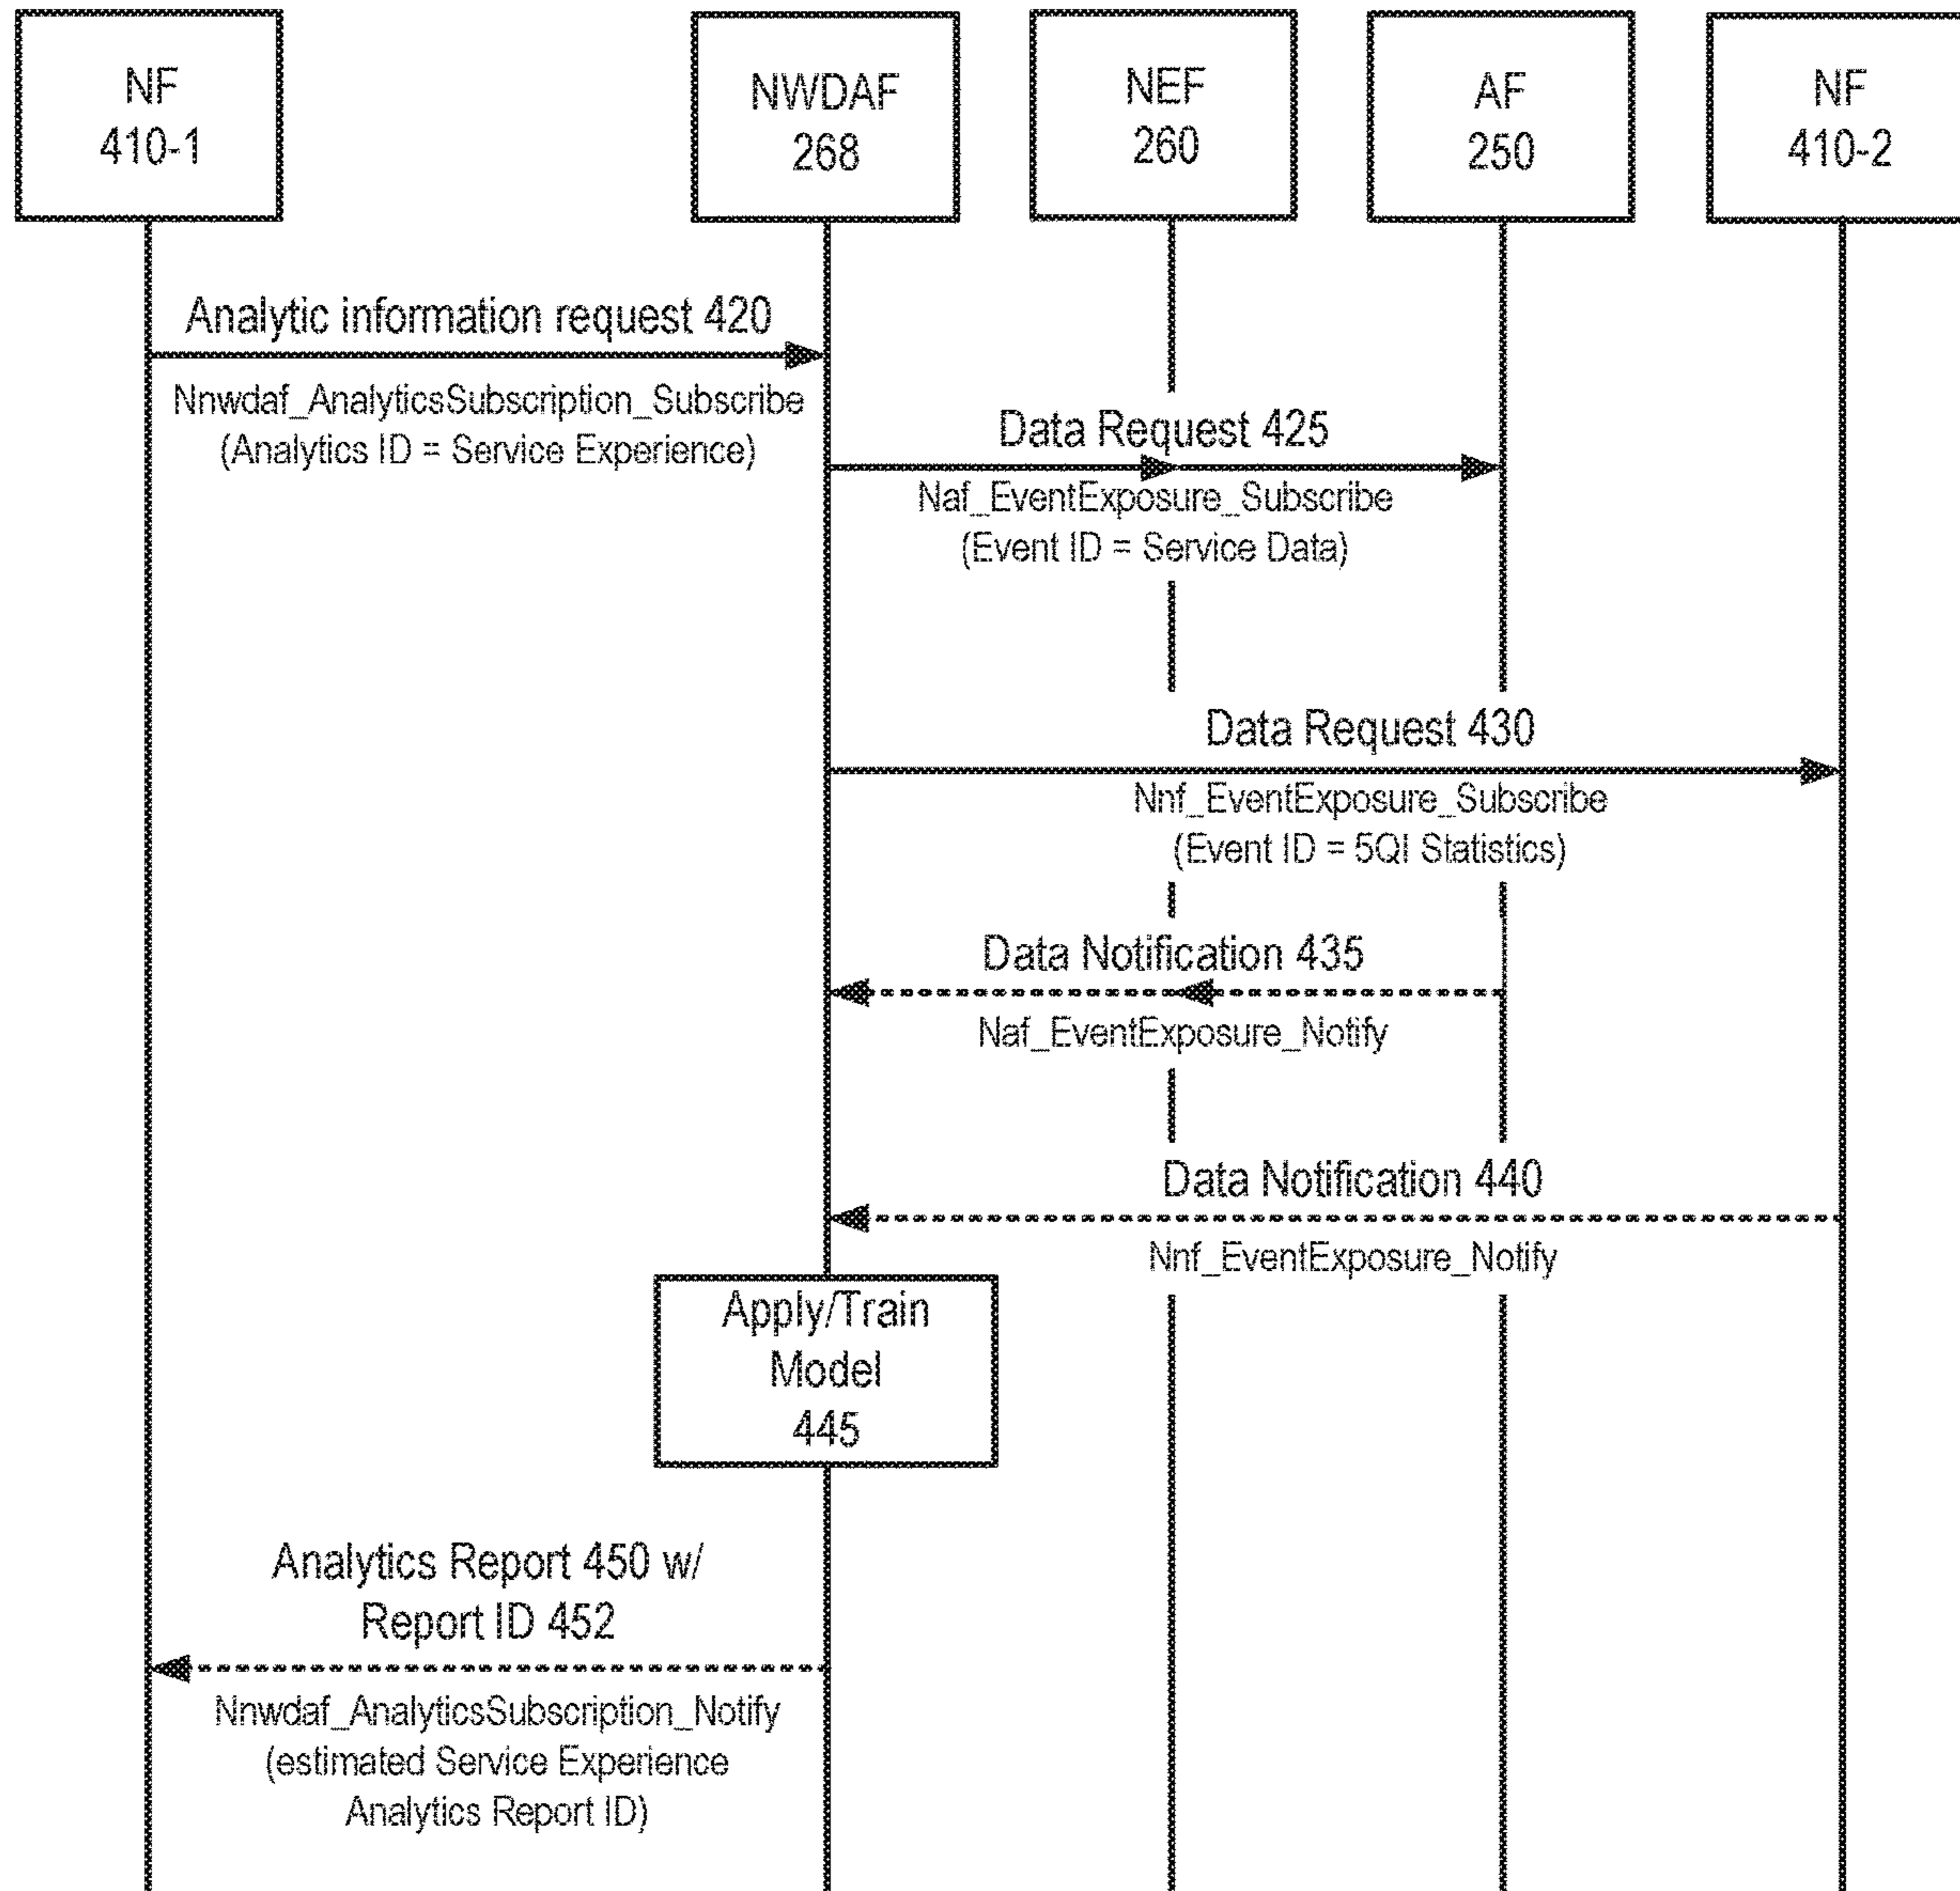 NF
410-1
NWDAF
268
NEF
260
AF
250
NF
410-2
Analytic information request 420
Nnwdaf_AnalyticsSubscription_Subscribe
(Analytics ID = Service Experience)
Data Request 425
Naf_EventExposure_Subscribe
(Event ID = Service Data)
Data Request 430
Nnf_EventExposure_Subscribe
(Event ID = 5QI Statistics)
Data Notification 435
Naf_EventExposure_Notify
Data Notification 440
Nnf_EventExposure_Notify
Apply/Train
Model
445
Analytics Report 450 w/
Report ID 452
Nnwdaf_AnalyticsSubscription_Notify
(estimated Service Experience
Analytics Report ID)